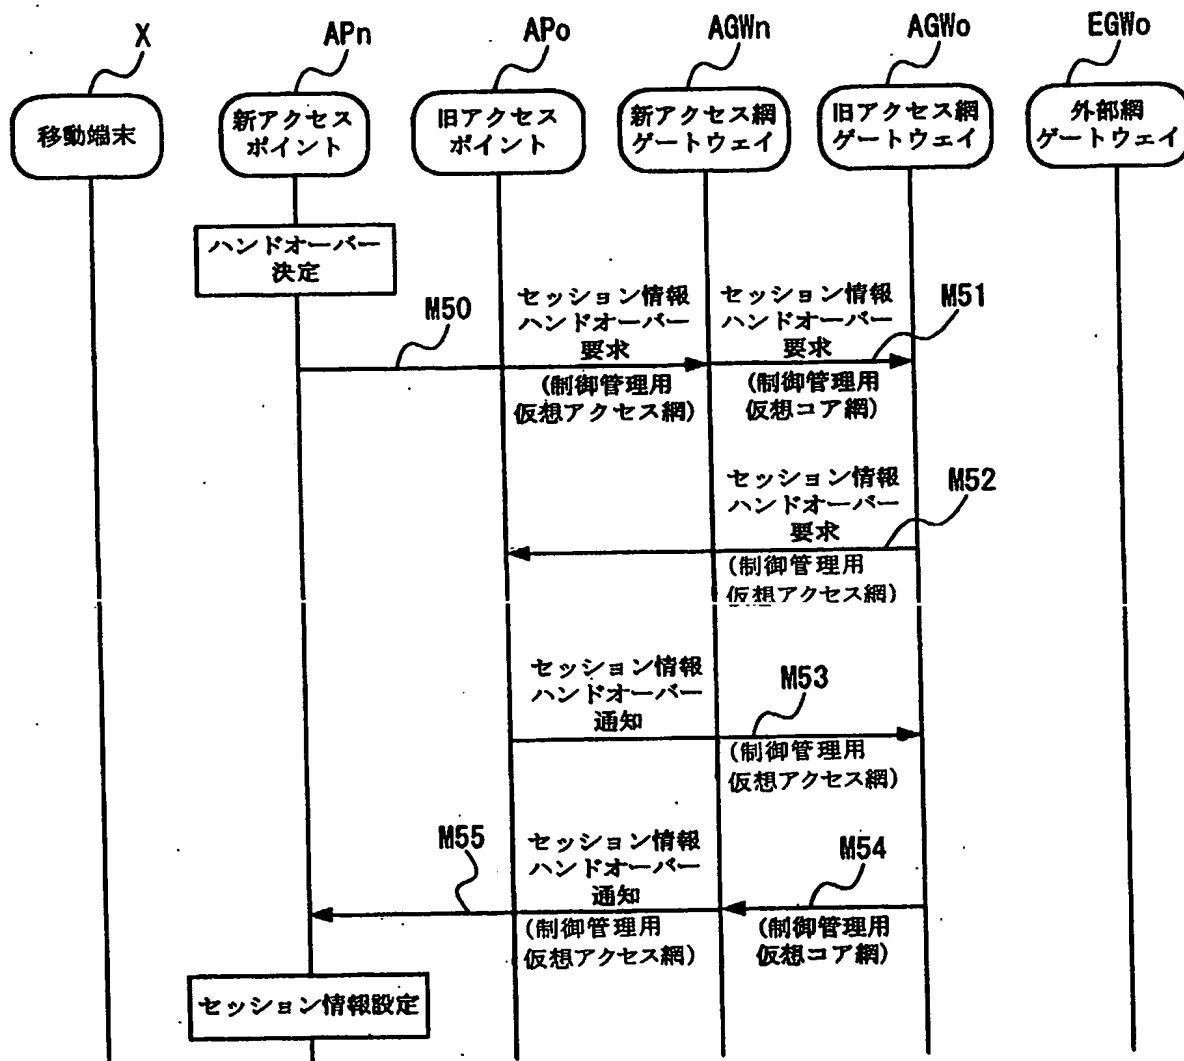 X
APn
APo
AGWn
AGWo
EGWo
移動端末
新アクセス
ポイント
旧アクセス
ポイント
新アクセス網
ゲートウェイ
旧アクセス網
ゲートウェイ
外部網
ゲートウェイ
ハンドオーバー
決定
M50
セッション情報
ハンドオーバー
要求
(制御管理用
仮想アクセス網)
セッション情報
ハンドオーバー
要求
(制御管理用
仮想コア網)
M51
セッション情報
ハンドオーバー
要求
(制御管理用
仮想アクセス網)
M52
セッション情報
ハンドオーバー
通知
M53
(制御管理用
仮想アクセス網)
M55
セッション情報
ハンドオーバー
通知
(制御管理用
仮想アクセス網)
M54
(制御管理用
仮想コア網)
セッション情報設定